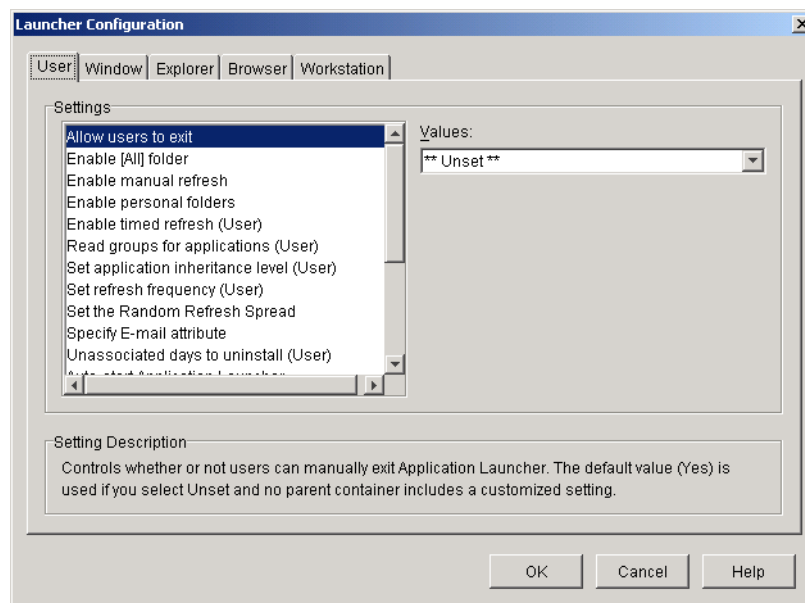 Launcher Configuration
User Window Explorer Browser Workstation
Settings
Allow users to exit
Enable [All] folder
Enable manual refresh
Enable personal folders
Enable timed refresh (User)
Read groups for applications (User)
Set application inheritance level (User)
Set refresh frequency (User)
Set the Random Refresh Spread
Specify E-mail attribute
Unassociated days to uninstall (User)
Auto-start Application Launcher
Values:
** Unset **
Setting Description
Controls whether or not users can manually exit Application Launcher. The default value (Yes) is
used if you select Unset and no parent container includes a customized setting.
OK Cancel Help